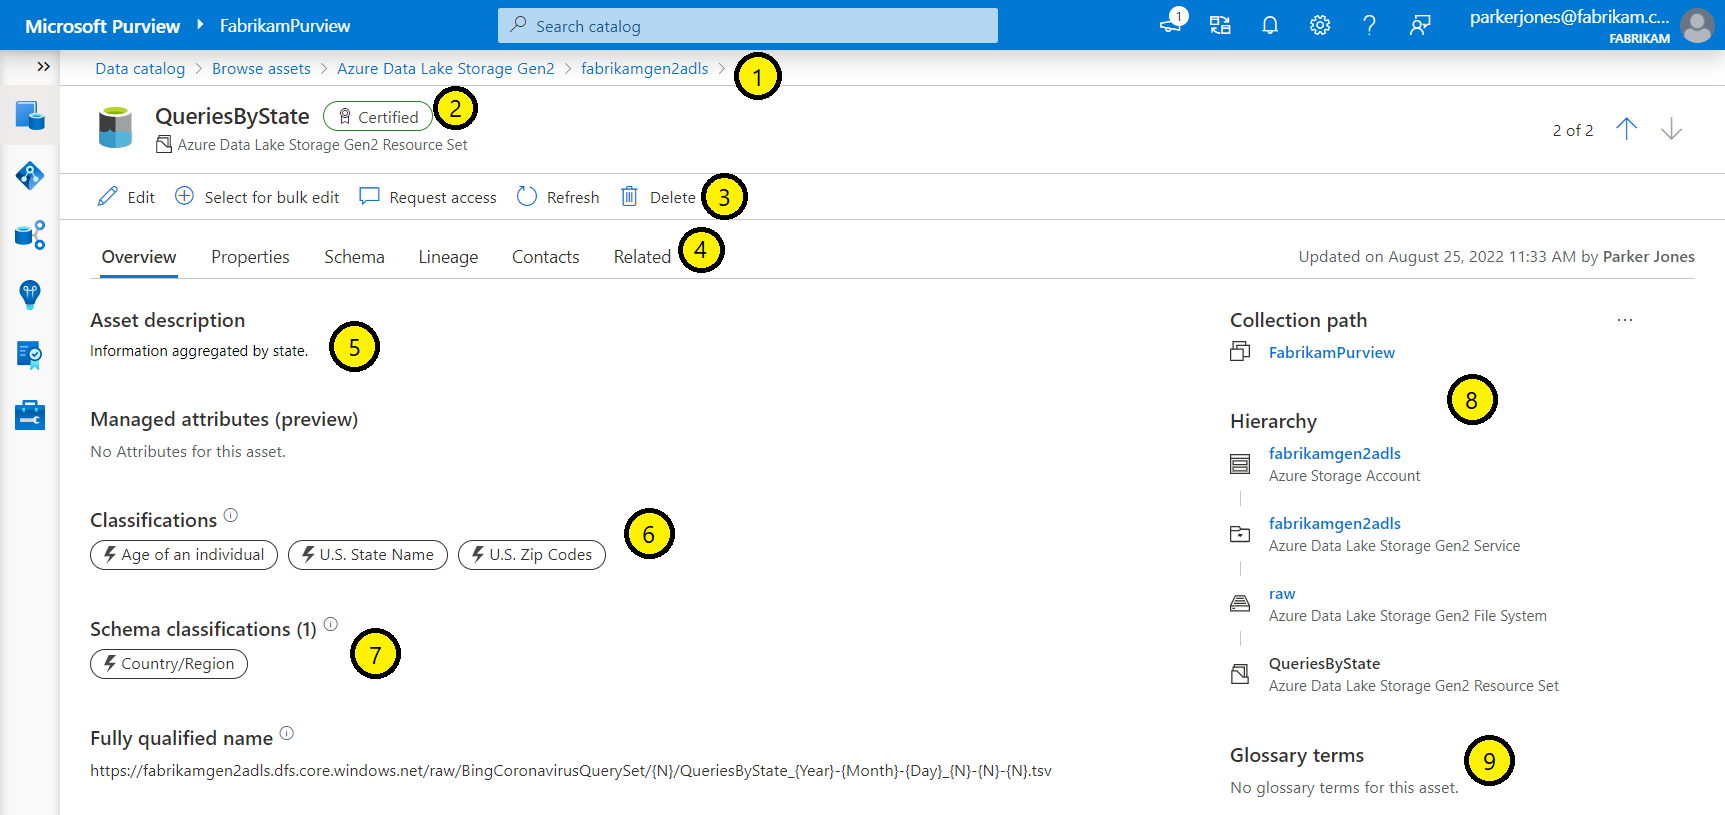 Microsoft Purview FabrikamPurview
Search catalog
1
parkerjones@fabrikam.c...
FABRIKAM
Data catalog Browse assets Azure Data Lake Storage Gen2 fabrikamgen2adls
1
QueriesByState Certified
2
Azure Data Lake Storage Gen2 Resource Set
2 of 2
Edit Select for bulk edit Request access Refresh Delete
3
Overview Properties Schema Lineage Contacts Related
4
Updated on August 25, 2022 11:33 AM by Parker Jones
Asset description
Information aggregated by state.
5
Managed attributes (preview)
No Attributes for this asset.
Classifications
Age of an individual U.S. State Name U.S. Zip Codes
6
Schema classifications (1)
Country/Region
7
Fully qualified name
https://fabrikamgen2adls.dfs.core.windows.net/raw/BingCoronavirusQuerySet/{N}/QueriesByState_{Year}-{Month}-{Day}_{N}-{N}-{N}.tsv
Collection path ...
FabrikamPurview
8
Hierarchy
fabrikamgen2adls
Azure Storage Account
fabrikamgen2adls
Azure Data Lake Storage Gen2 Service
raw
Azure Data Lake Storage Gen2 File System
QueriesByState
Azure Data Lake Storage Gen2 Resource Set
Glossary terms
9
No glossary terms for this asset.